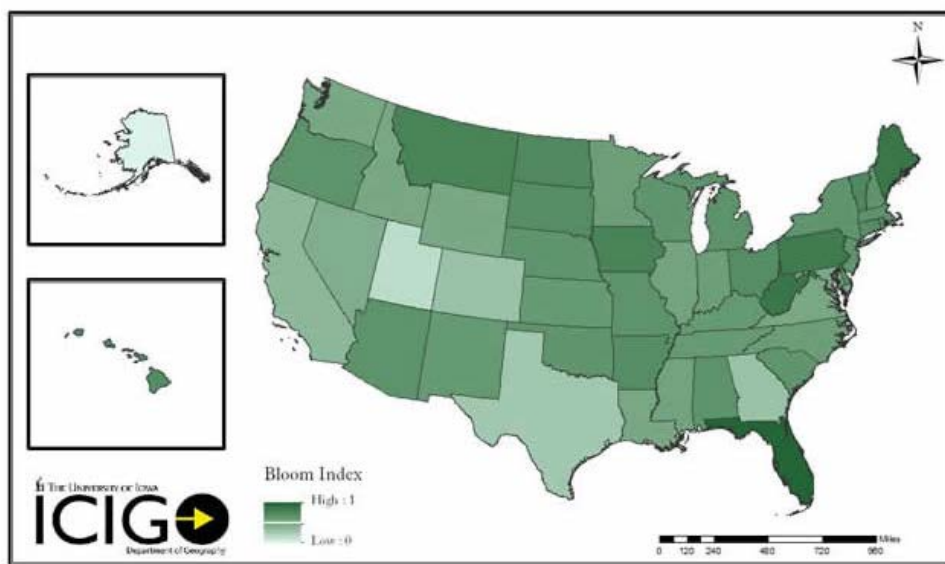 N
Bloom Index
High : 1
Low : 0
THE UNIVERSITY OF IOWA
ICIGO
Department of Geography
Miles
0 120 240 480 720 960